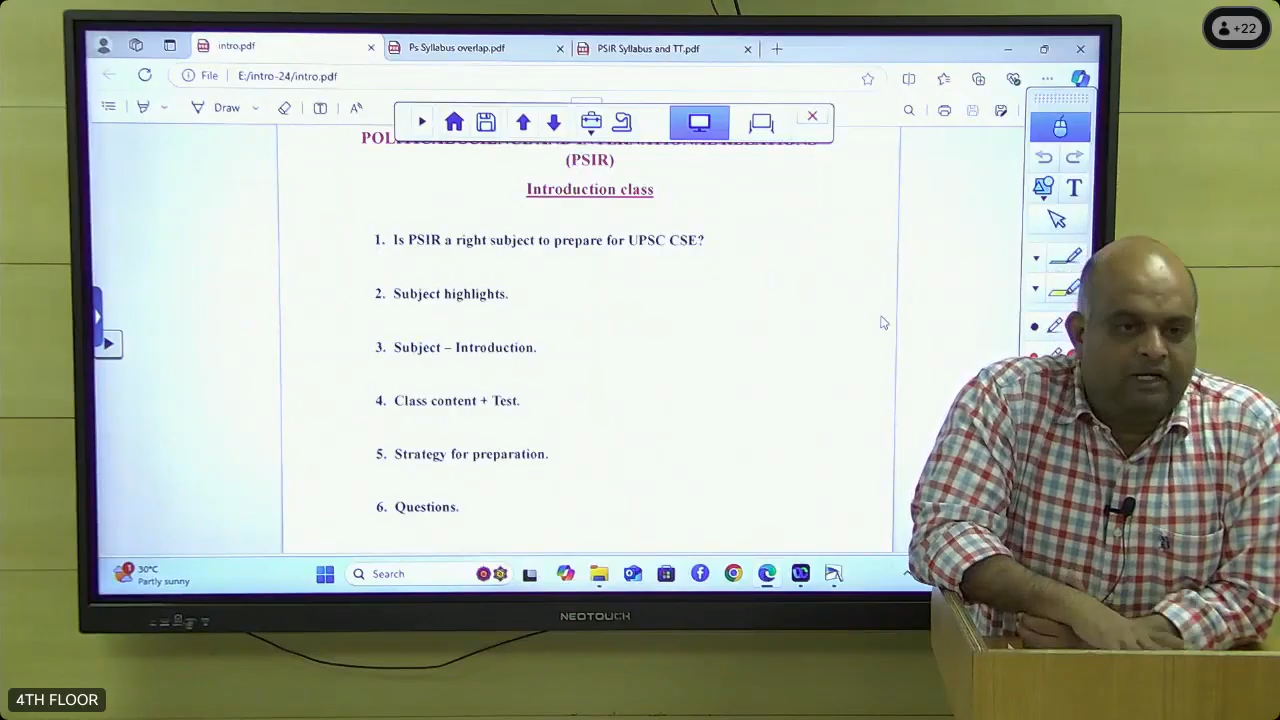 +22
intro.pdf
Ps Syllabus overlap.pdf
PSIR Syllabus and TT.pdf
File
E:/intro-24/intro.pdf
Draw
(PSIR)
Introduction class
1. Is PSIR a right subject to prepare for UPSC CSE?
2. Subject highlights.
3. Subject – Introduction.
4. Class content + Test.
5. Strategy for preparation.
6. Questions.
30°C
Partly sunny
Search
NEOTOUCH
4TH FLOOR